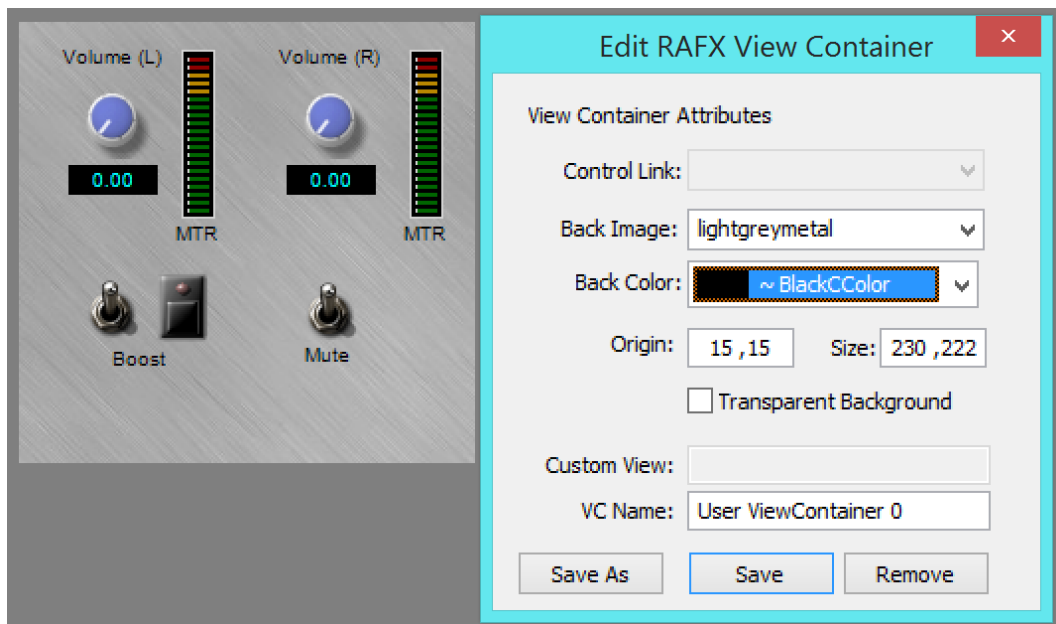 Volume (L)
Volume (R)
0.00
0.00
MTR
MTR
Boost
Mute
Edit RAFX View Container
View Container Attributes
Control Link:
Back Image: lightgreymetal
Back Color: ~ BlackCColor
Origin: 15 ,15 Size: 230 ,222
Transparent Background
Custom View:
VC Name: User ViewContainer 0
Save As Save Remove